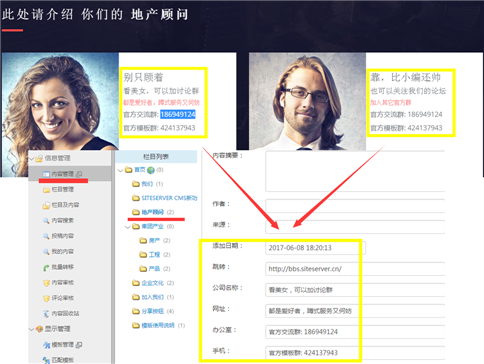 此处请介绍 你们的 地产顾问
别只顾着
看美女，可以加讨论群
都是爱好者，蹲式服务又何妨
官方交流群: 186949124
官方模板群: 424137943
靠，比小编还帅
也可以关注我们的论坛
加入其它官方群
官方交流群: 186949124
官方模板群: 424137943
信息管理
内容管理
栏目管理
栏目及内容
内容搜索
投稿内容
我的内容
批量转移
内容审核
评论审核
内容回收站
显示管理
模板管理
匹配模板
栏目列表
首页 (0)
我们 (1)
SITESERVER CMS新动
地产顾问 (2)
集团产业 (0)
房产 (2)
工程 (2)
产品 (2)
企业文化 (2)
加入我们 (1)
分享按钮 (4)
模板使用说明 (1)
内容摘要：
作者：
来源：
添加日期： 2017-06-08 18:20:13
跳转： http://bbs.siteserver.cn/
公司名称： 看美女，可以加讨论群
网址： 都是爱好者，蹲式服务又何妨
办公室： 官方交流群: 186949124
手机： 官方模板群: 424137943